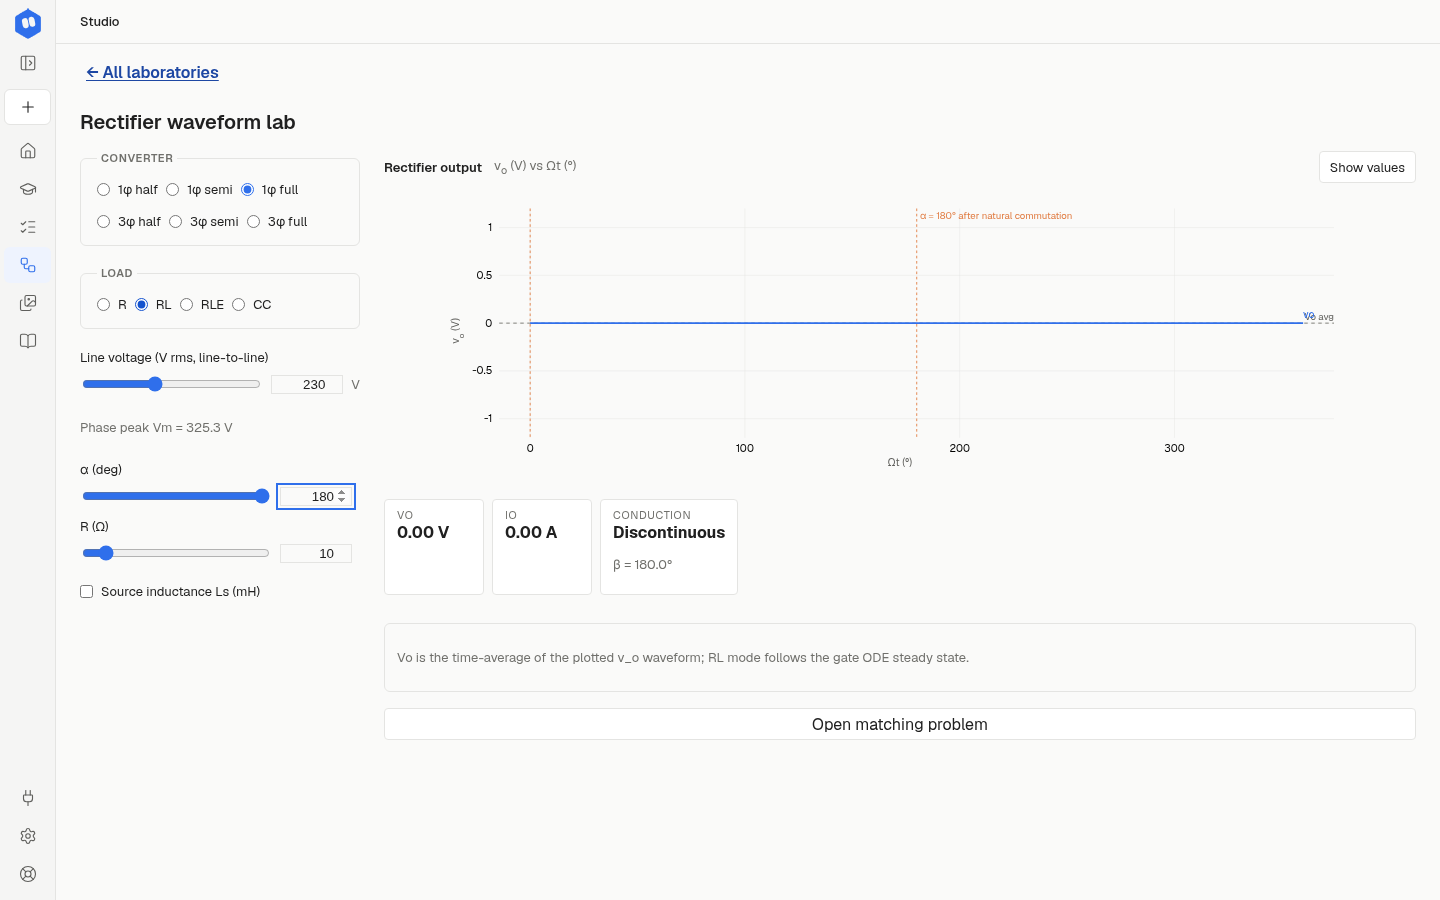 Studio
← All laboratories
Rectifier waveform lab
CONVERTER
1φ half 1φ semi 1φ full
3φ half 3φ semi 3φ full
LOAD
R RL RLE CC
Line voltage (V rms, line-to-line)
230 V
Phase peak Vm = 325.3 V
α (deg)
180
R (Ω)
10
Source inductance Ls (mH)
Rectifier output vo (V) vs Ωt (°)
Show values
α = 180° after natural commutation
1
0.5
0
-0.5
-1
vo (V)
Vo avg
0 100 200 300
Ωt (°)
VO
0.00 V
IO
0.00 A
CONDUCTION
Discontinuous
β = 180.0°
Vo is the time-average of the plotted v_o waveform; RL mode follows the gate ODE steady state.
Open matching problem